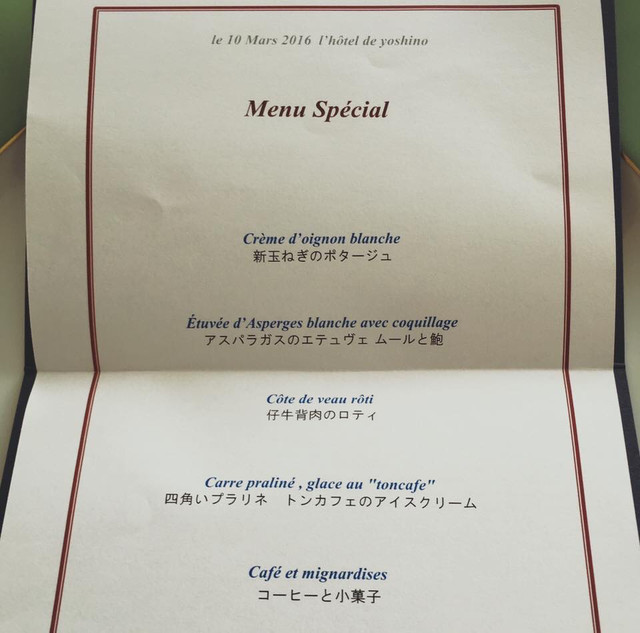 le 10 Mars 2016 l'hôtel de yoshino
Menu Spécial
Crème d'oignon blanche
新玉ねぎのポタージュ
Étuvée d'Asperges blanche avec coquillage
アスパラガスのエテュヴェ ムールと鮑
Côte de veau rôti
仔牛背肉のロティ
Carre praliné , glace au "toncafe"
四角いプラリネ　トンカフェのアイスクリーム
Café et mignardises
コーヒーと小菓子